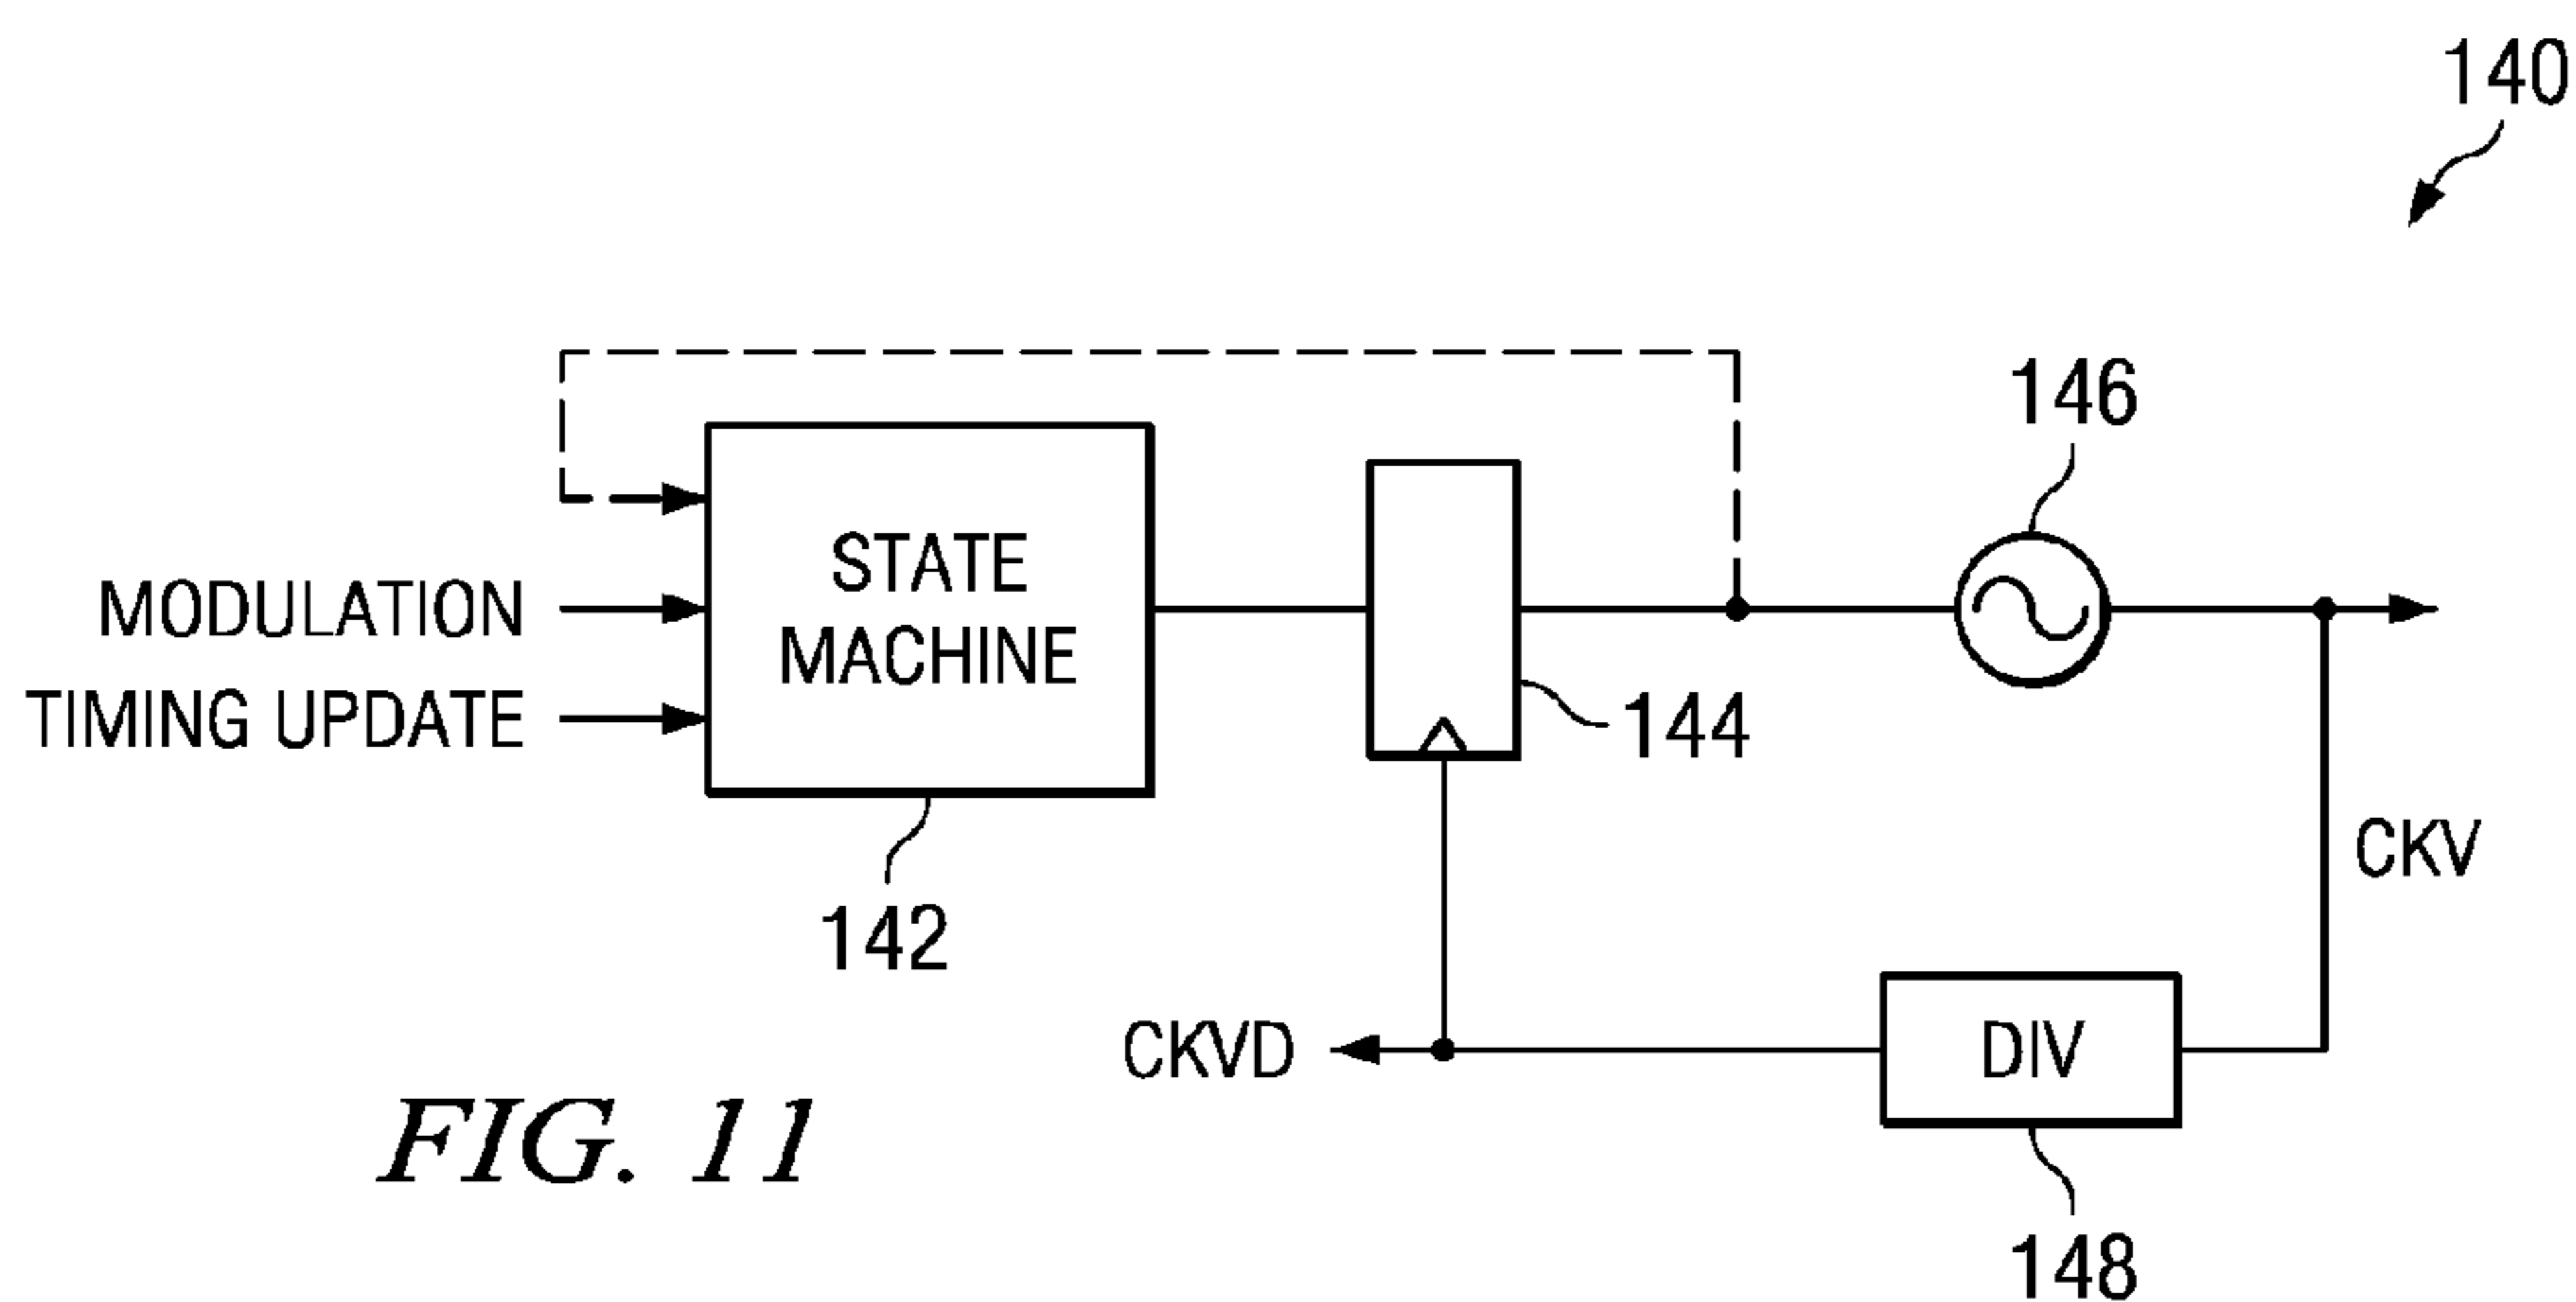 140
146
STATE
MACHINE
MODULATION
TIMING UPDATE
144
142
CKV
CKVD
DIV
148
FIG. 11